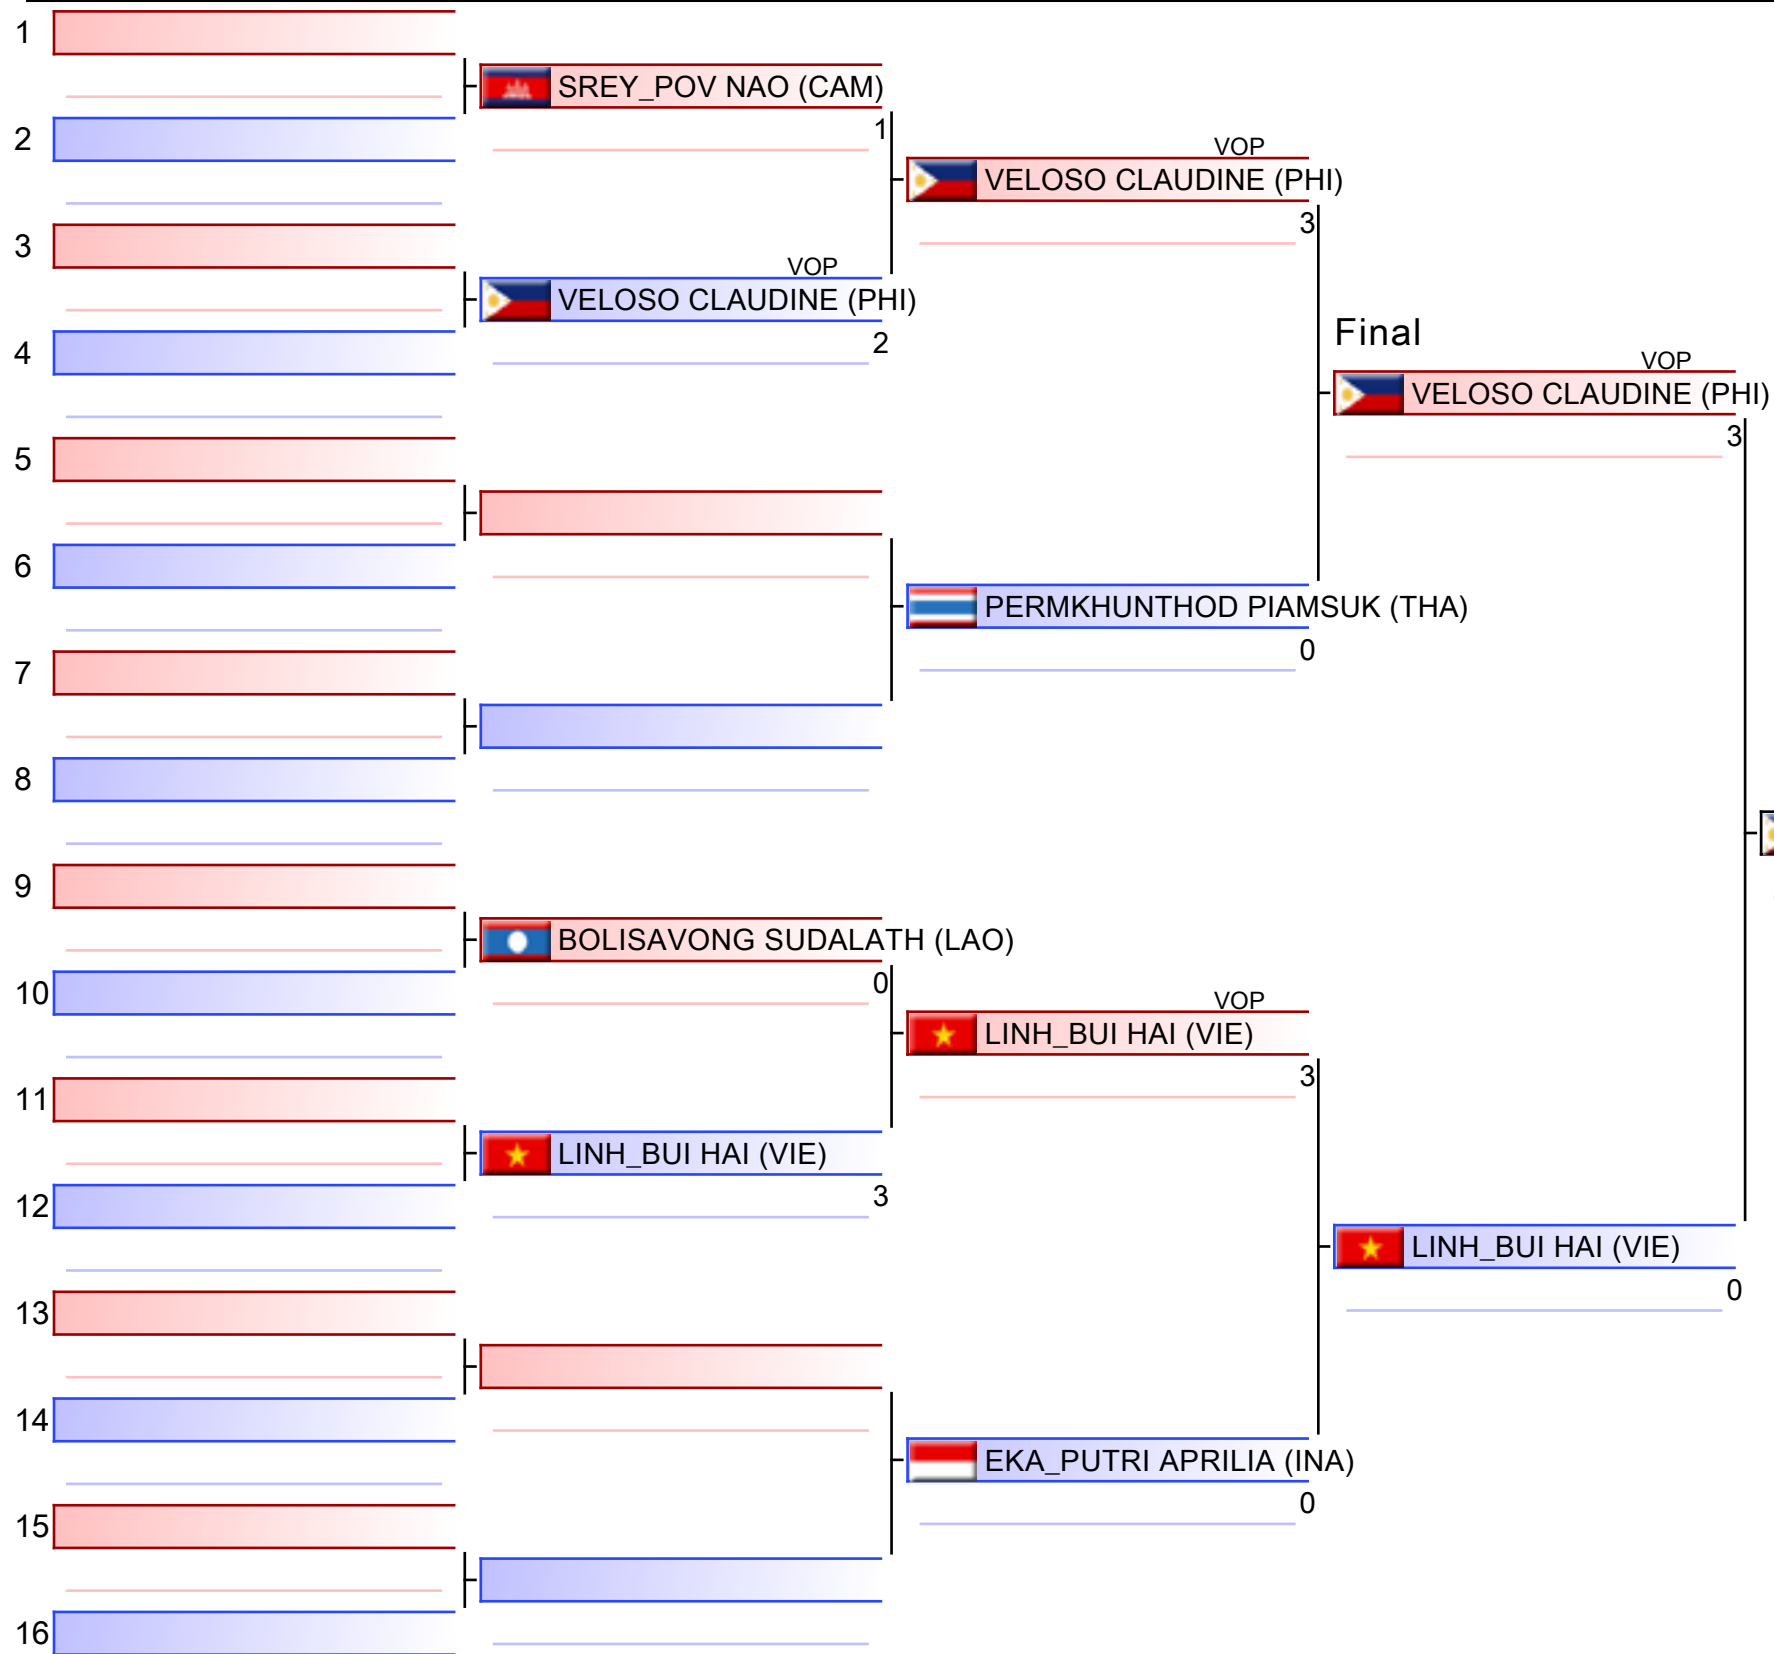 1
SREY_POV NAO (CAM)
1
2
VOP
VELOSO CLAUDINE (PHI)
3
3
VOP
VELOSO CLAUDINE (PHI)
2
4
Final
VOP
VELOSO CLAUDINE (PHI)
3
5
6
PERMKHUNTHOD PIAMSUK (THA)
0
7
8
9
BOLISAVONG SUDALATH (LAO)
0
10
VOP
LINH_BUI HAI (VIE)
3
11
LINH_BUI HAI (VIE)
3
12
LINH_BUI HAI (VIE)
0
13
14
EKA_PUTRI APRILIA (INA)
0
15
16